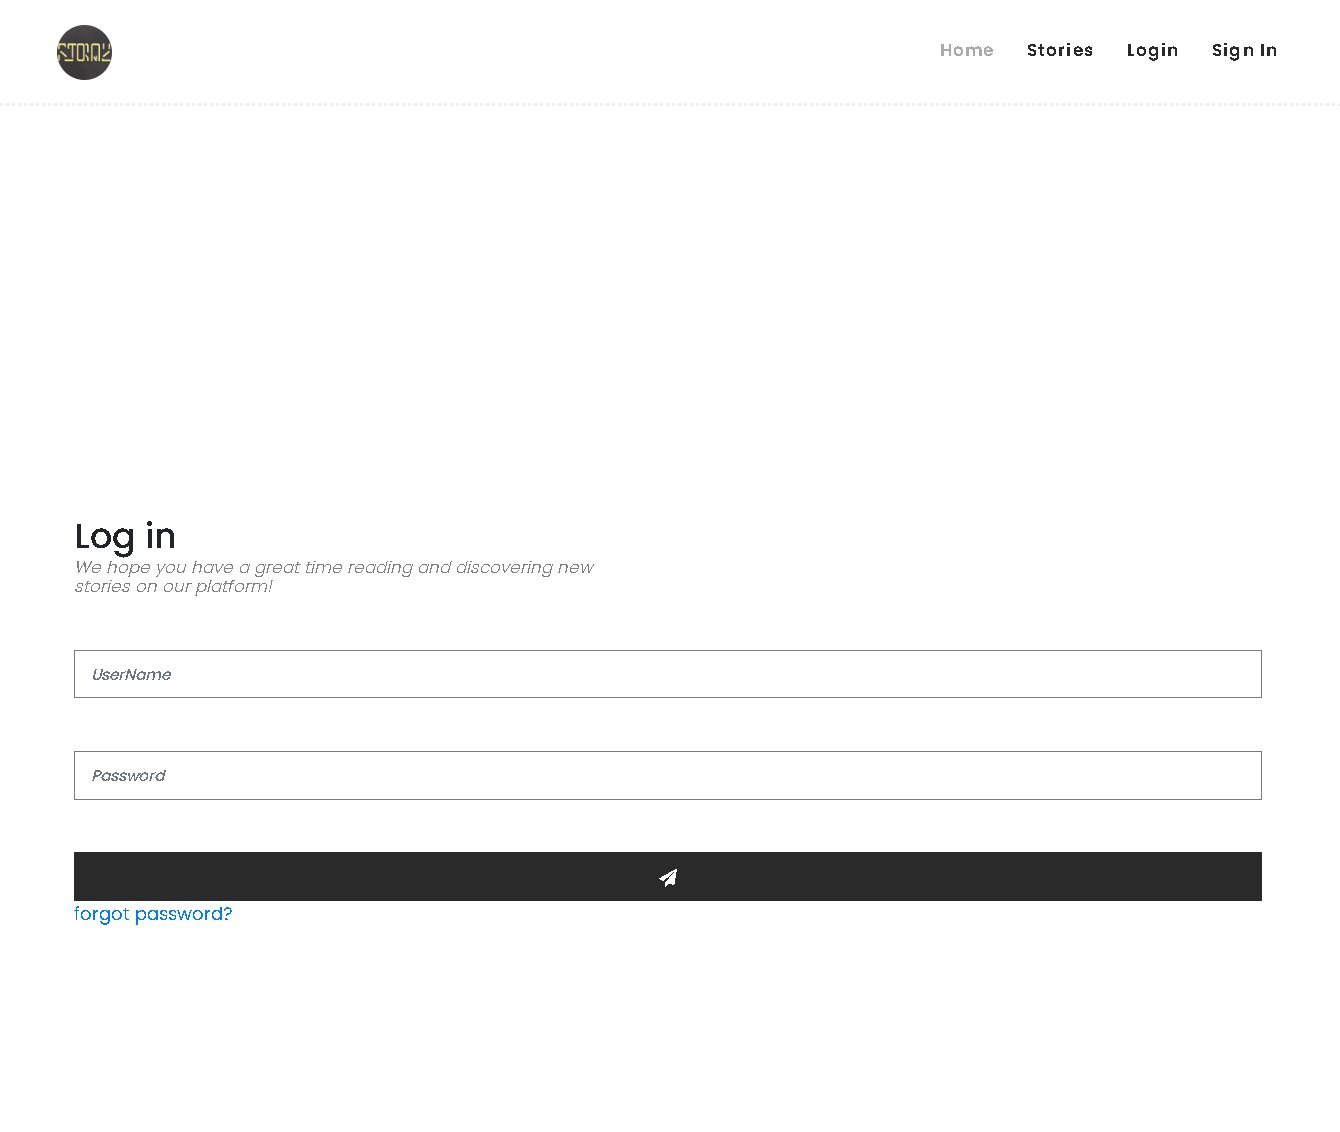 Home Stories Login Sign In
Log in
We hope you have a great time reading and discovering new
stories on our platform!
UserName
Password
forgot password?